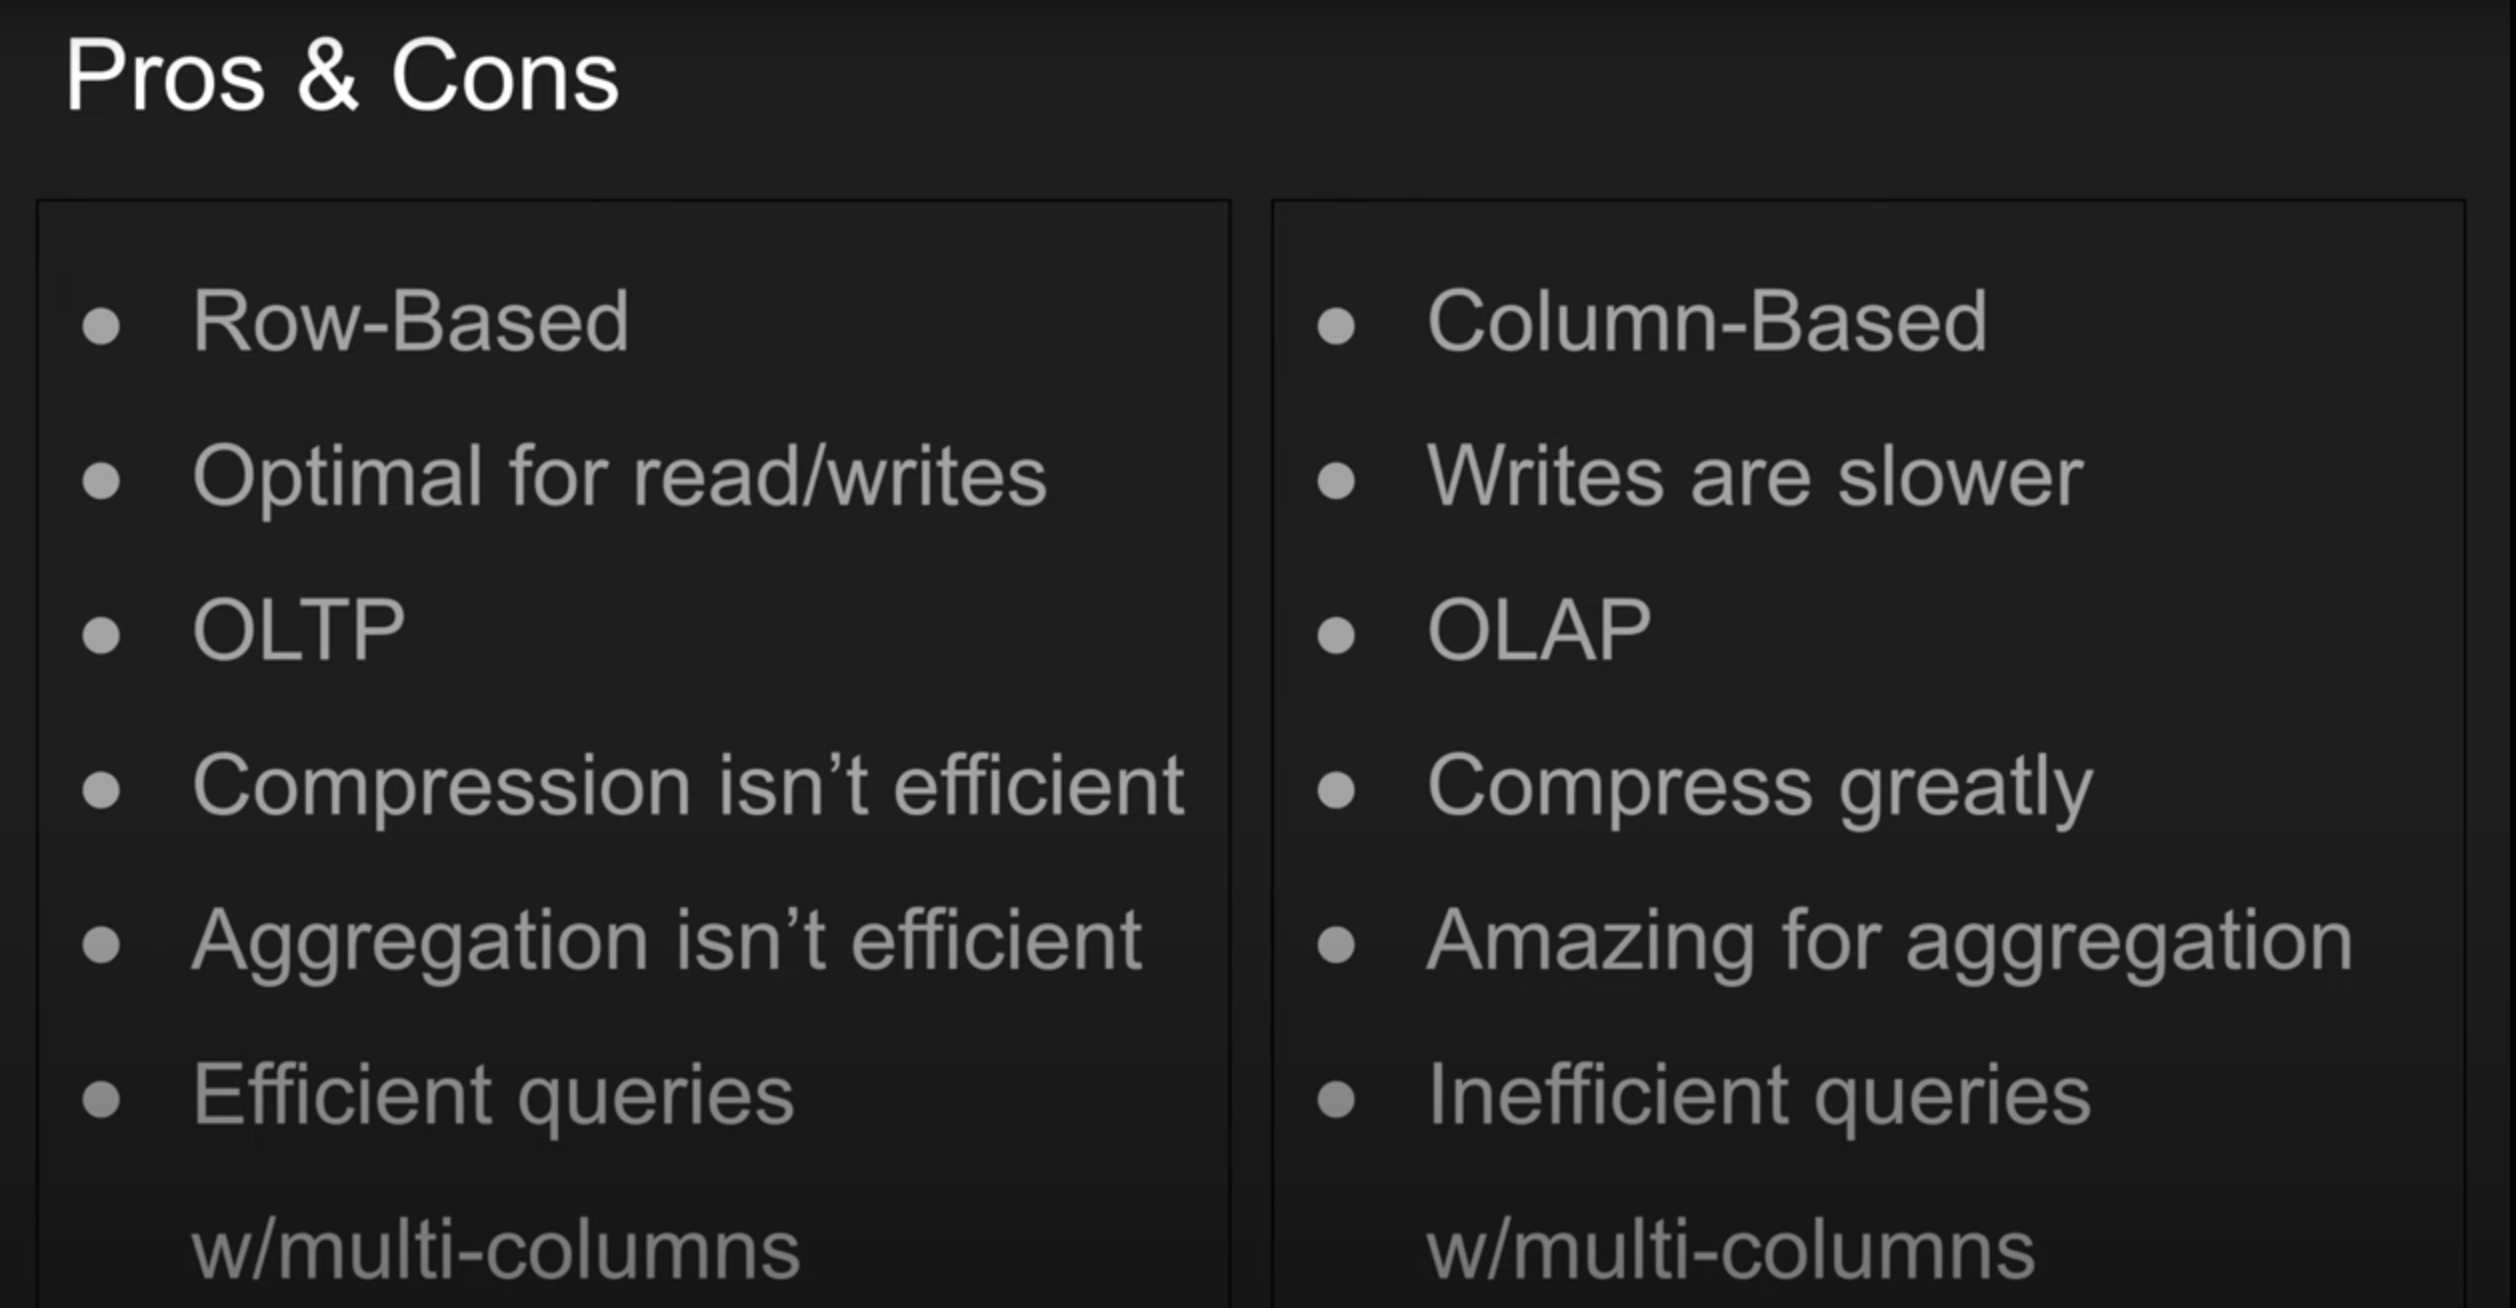 Pros & Cons
● Row-Based
● Optimal for read/writes
● OLTP
● Compression isn’t efficient
● Aggregation isn’t efficient
● Efficient queries
w/multi-columns
● Column-Based
● Writes are slower
● OLAP
● Compress greatly
● Amazing for aggregation
● Inefficient queries
w/multi-columns